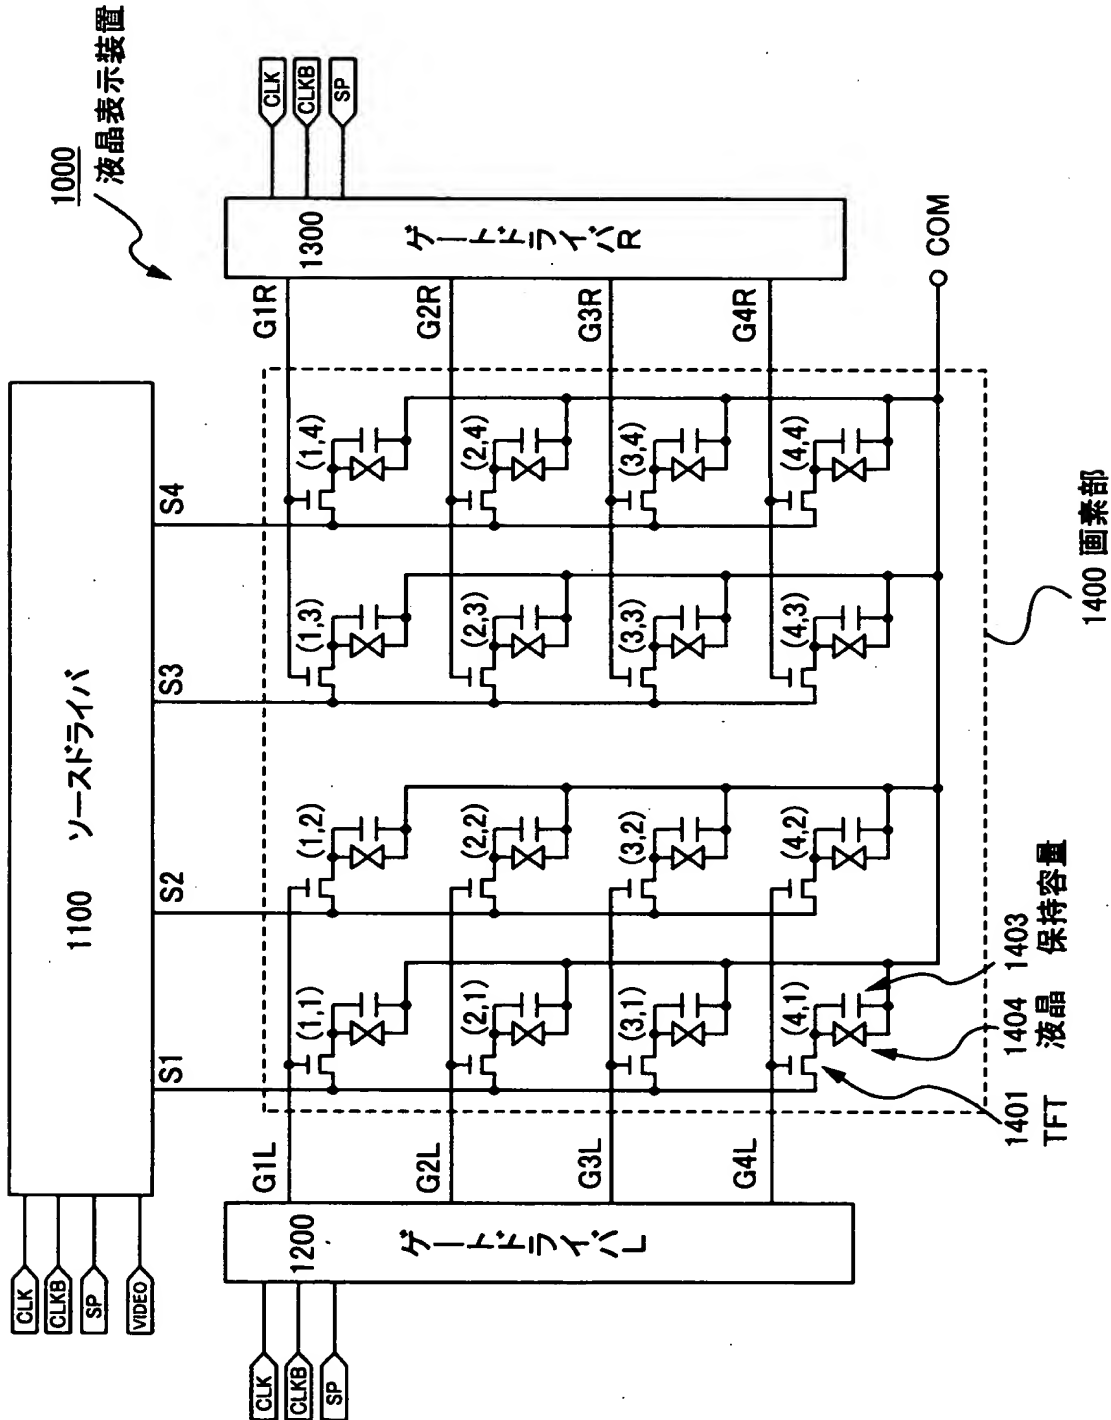 1000
液晶表示装置
CLK
CLKB
SP
VIDEO
1100 ソースドライバ
S1
S2
S3
S4
CLK
CLKB
SP
1200
ゲートドライバL
G1L
G2L
G3L
G4L
CLK
CLKB
SP
1300
ゲートドライバR
G1R
G2R
G3R
G4R
(1,1)
(1,2)
(1,3)
(1,4)
(2,1)
(2,2)
(2,3)
(2,4)
(3,1)
(3,2)
(3,3)
(3,4)
(4,1)
(4,2)
(4,3)
(4,4)
COM
1401
TFT
1404
液晶
1403
保持容量
1400 画素部